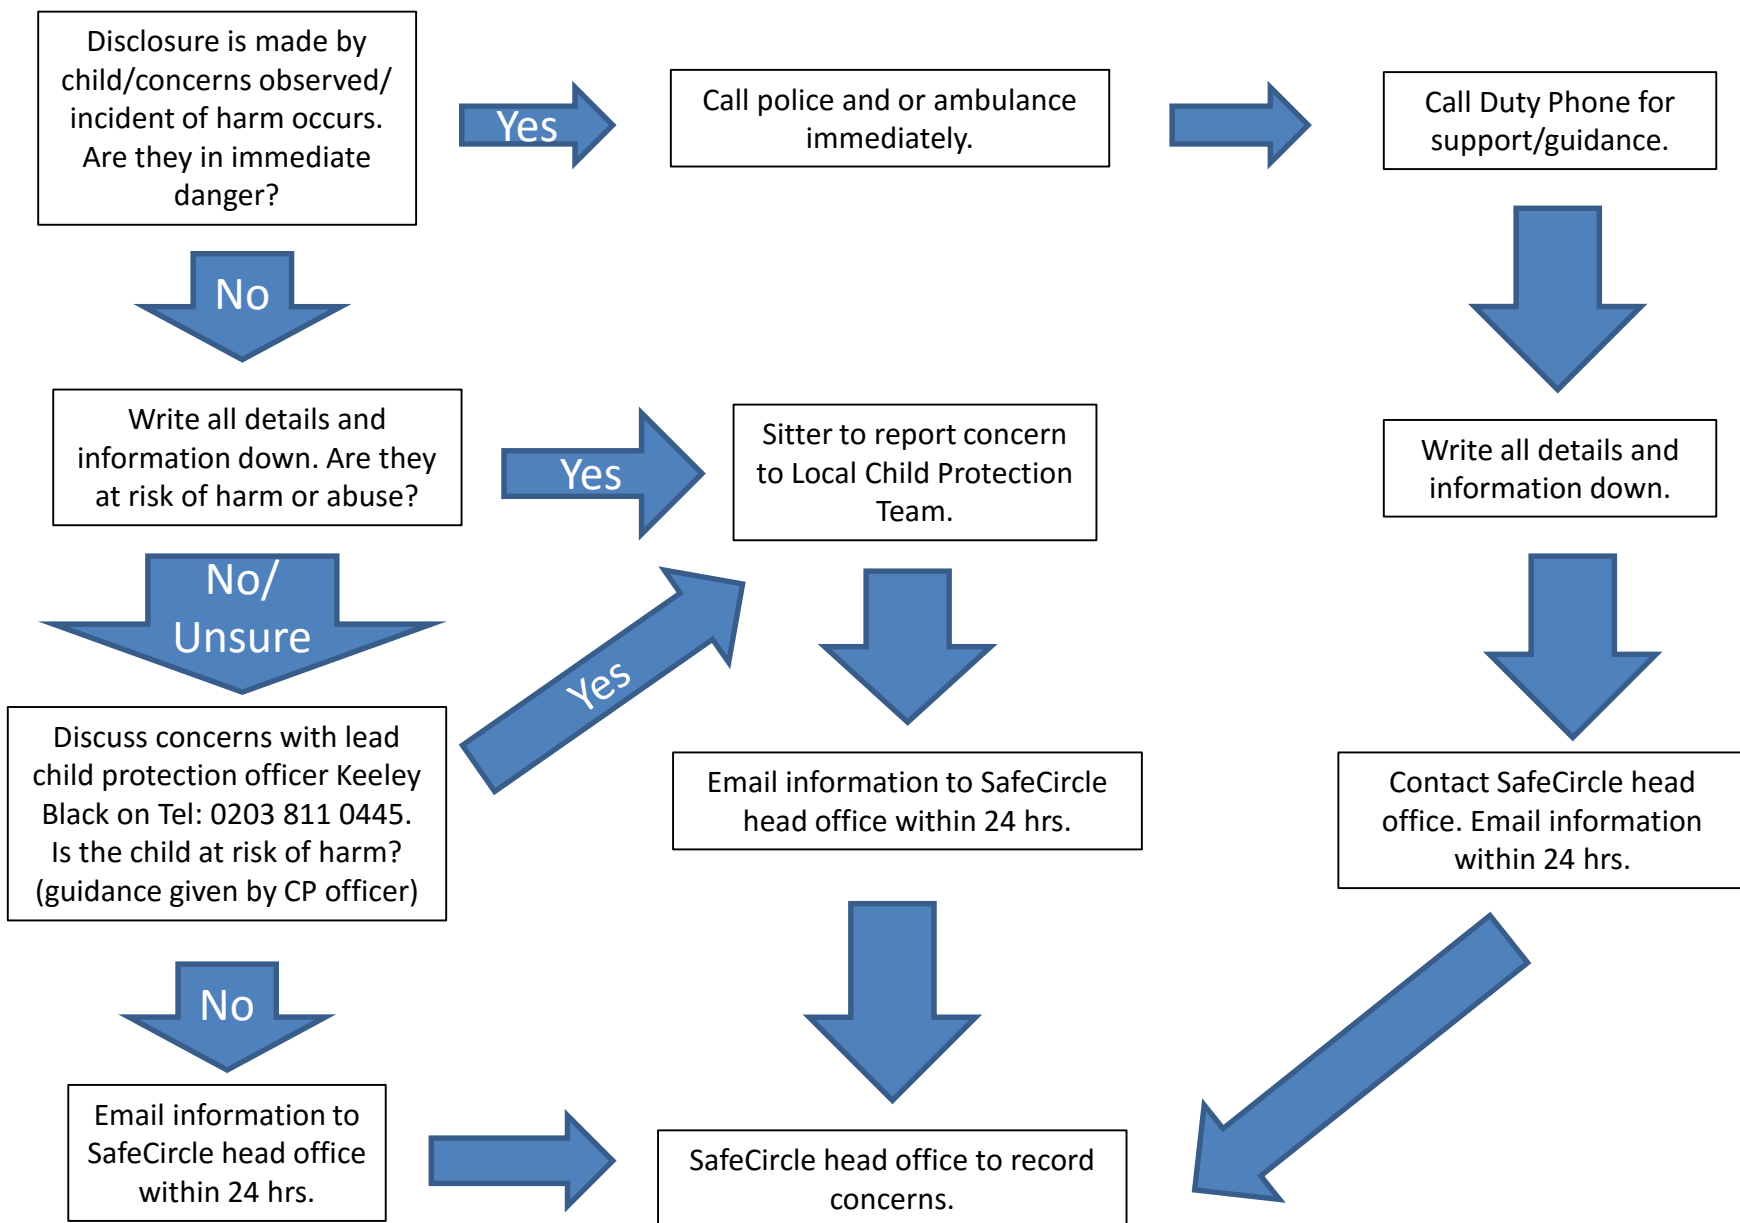 Disclosure is made by
child/concerns observed/
incident of harm occurs.
Are they in immediate
danger?
Yes
Call police and or ambulance
immediately.
Call Duty Phone for
support/guidance.
No
Write all details and
information down. Are they
at risk of harm or abuse?
Yes
Sitter to report concern
to Local Child Protection
Team.
Write all details and
information down.
No/
Unsure
Yes
Discuss concerns with lead
child protection officer Keeley
Black on Tel: 0203 811 0445.
Is the child at risk of harm?
(guidance given by CP officer)
Email information to SafeCircle
head office within 24 hrs.
Contact SafeCircle head
office. Email information
within 24 hrs.
No
Email information to
SafeCircle head office
within 24 hrs.
SafeCircle head office to record
concerns.